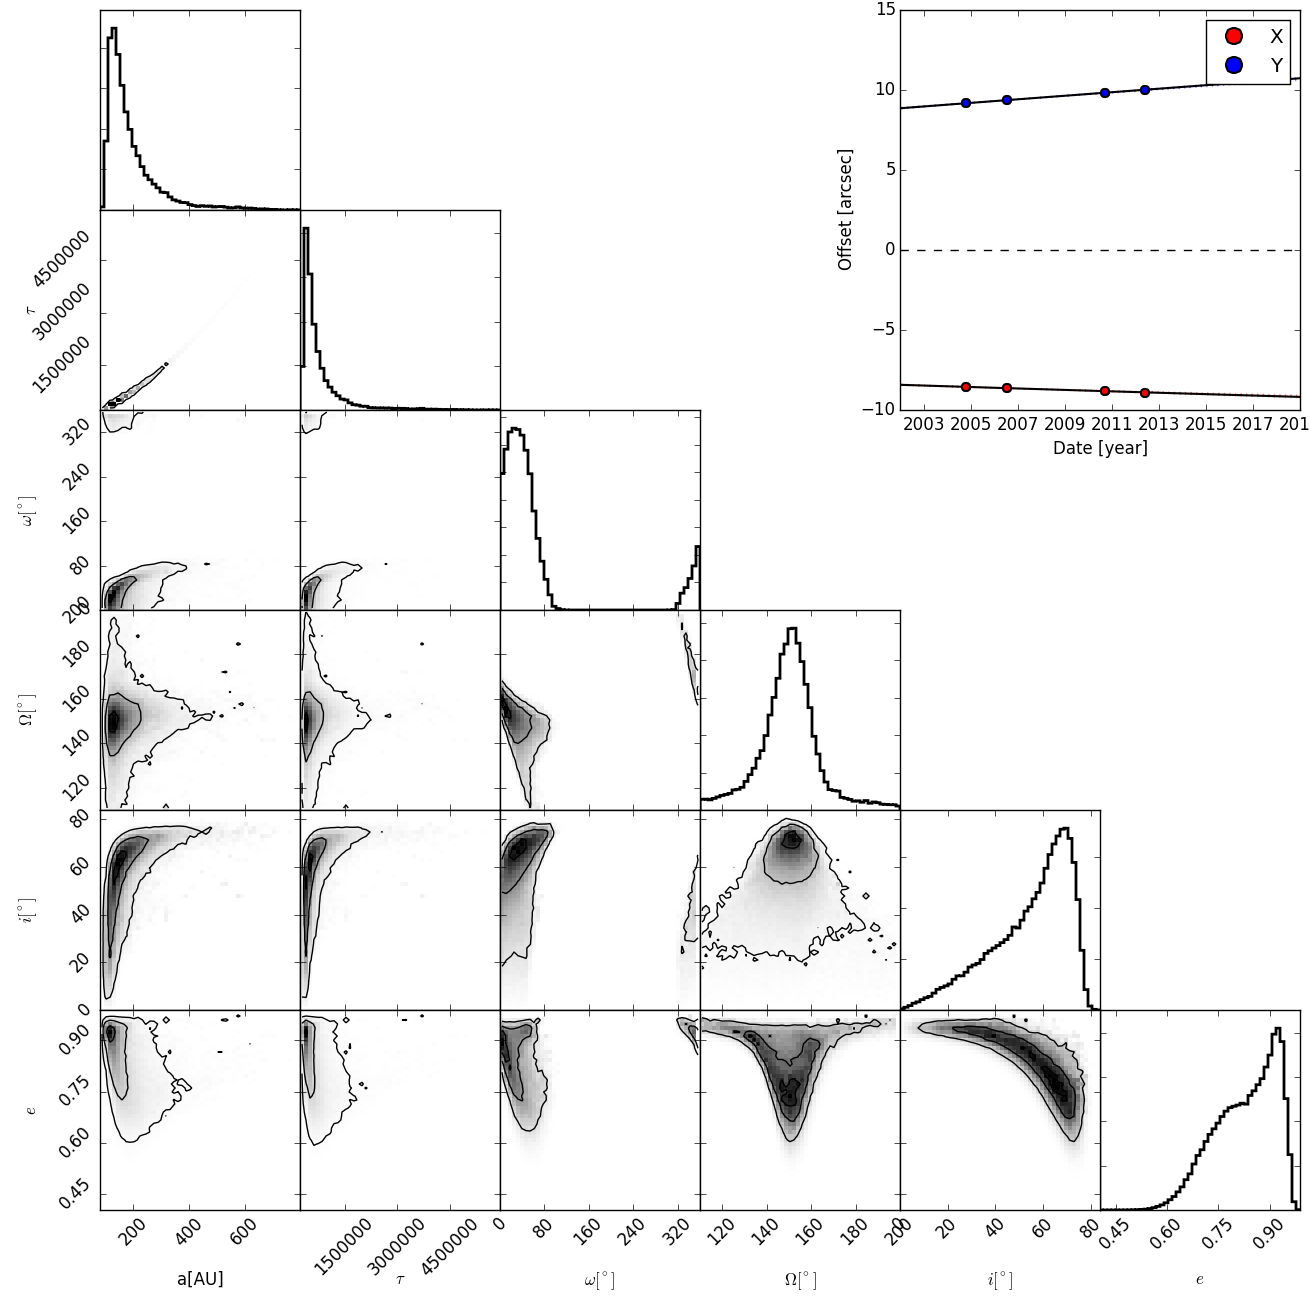 15
10
5
0
−5
−10
Offset [arcsec]
X
Y
2003 2005 2007 2009 2011 2013 2015 2017 201
Date [year]
4500000
3000000
1500000
τ
320
240
160
80
0
ω[°]
200
180
160
140
120
Ω[°]
80
60
40
20
0
i[°]
0.90
0.75
0.60
0.45
e
200 400 600
1500000 3000000 4500000
0 80 160 240 320
120 140 160 180 200
0 20 40 60 80
0.45 0.60 0.75 0.90
a[AU] τ ω[°] Ω[°] i[°] e